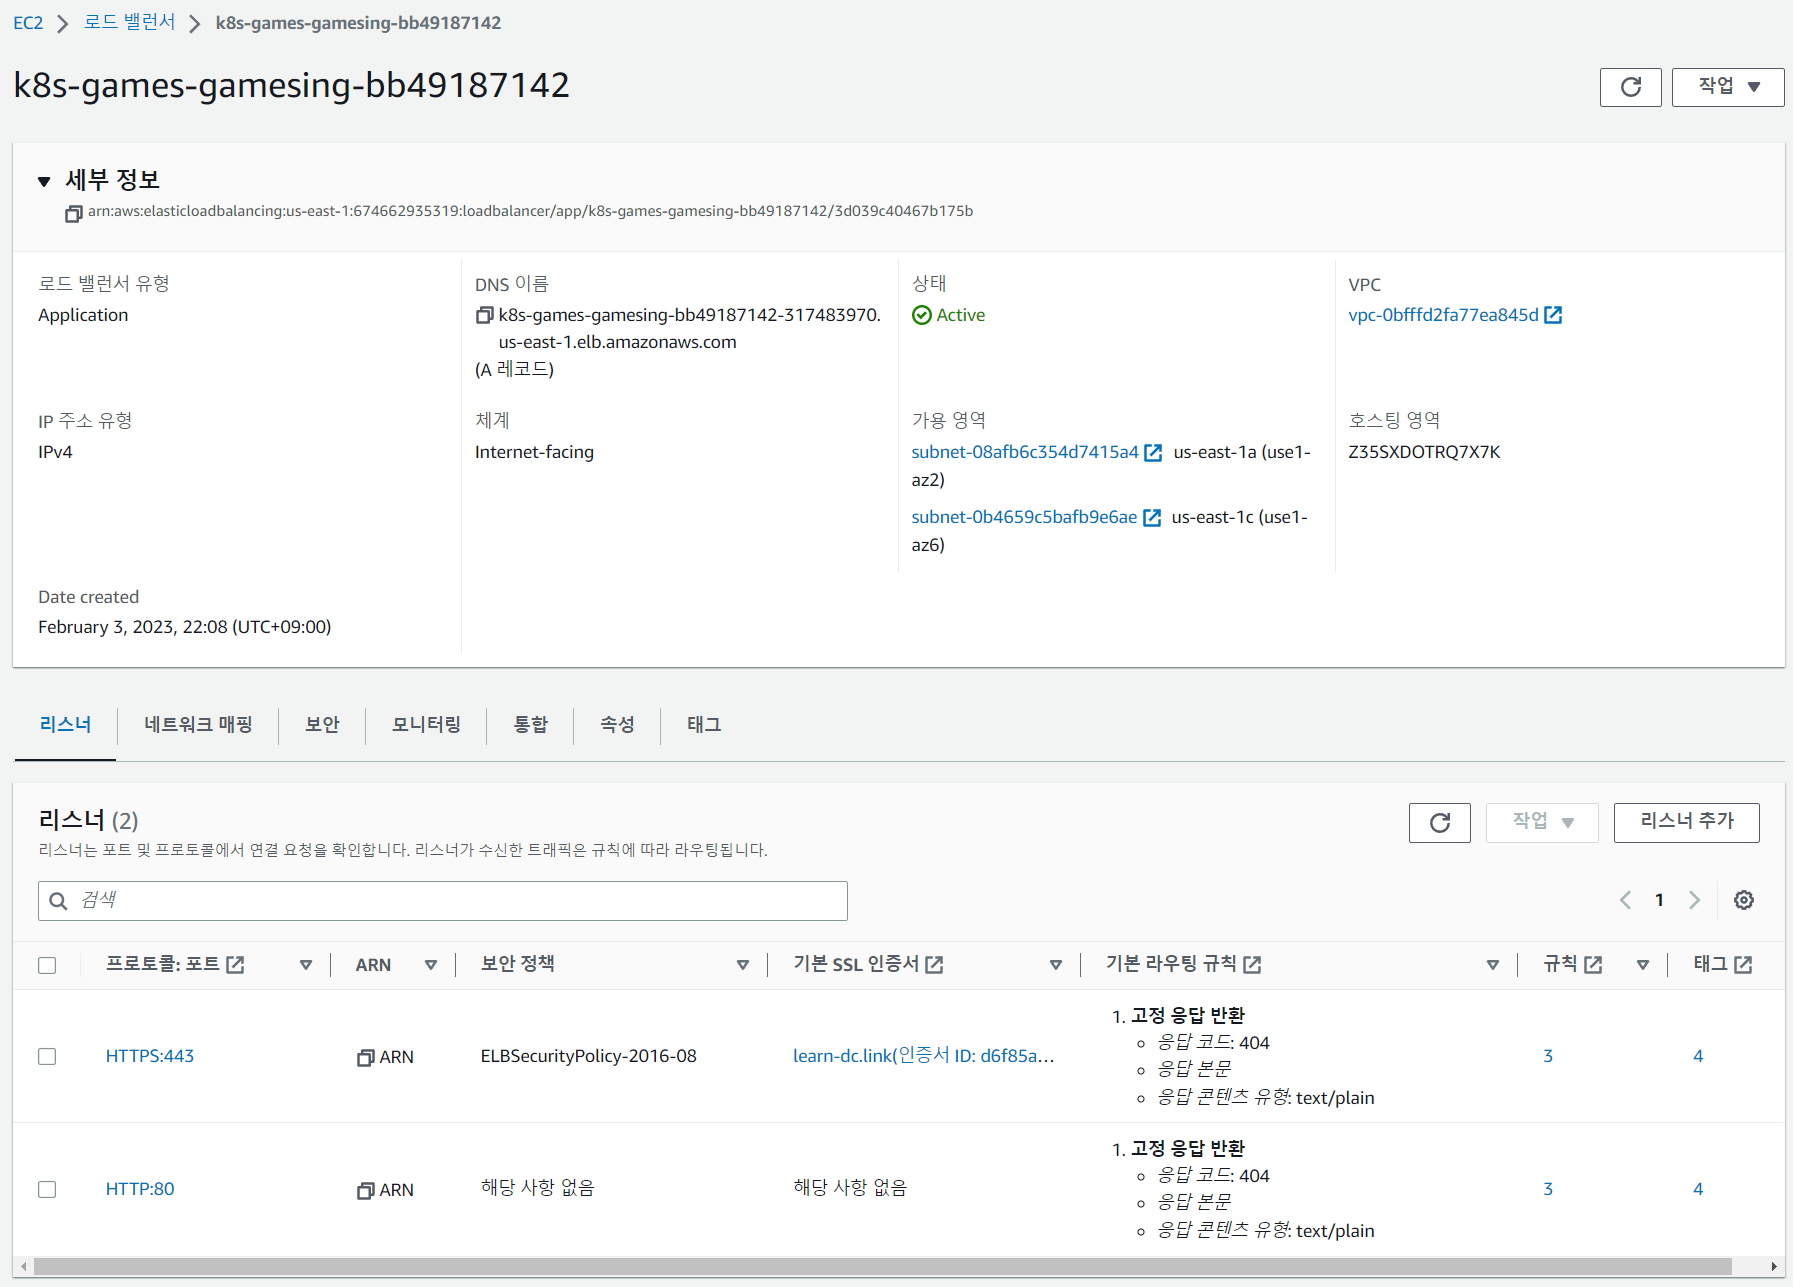 EC2 > 로드 밸런서 > k8s-games-gamesing-bb49187142
k8s-games-gamesing-bb49187142
작업
세부 정보
arn:aws:elasticloadbalancing:us-east-1:674662935319:loadbalancer/app/k8s-games-gamesing-bb49187142/3d039c40467b175b
로드 밸런서 유형
Application
DNS 이름
k8s-games-gamesing-bb49187142-317483970.
us-east-1.elb.amazonaws.com
(A 레코드)
상태
Active
VPC
vpc-0bfffd2fa77ea845d
IP 주소 유형
IPv4
체계
Internet-facing
가용 영역
subnet-08afb6c354d7415a4 us-east-1a (use1-
az2)
subnet-0b4659c5bafb9e6ae us-east-1c (use1-
az6)
호스팅 영역
Z35SXDOTRQ7X7K
Date created
February 3, 2023, 22:08 (UTC+09:00)
리스너 네트워크 매핑 보안 모니터링 통합 속성 태그
리스너 (2)
작업 리스너 추가
리스너는 포트 및 프로토콜에서 연결 요청을 확인합니다. 리스너가 수신한 트래픽은 규칙에 따라 라우팅됩니다.
검색
1
프로토콜: 포트 ARN 보안 정책 기본 SSL 인증서 기본 라우팅 규칙 규칙 태그
HTTPS:443 ARN ELBSecurityPolicy-2016-08 learn-dc.link(인증서 ID: d6f85a...
1. 고정 응답 반환
응답 코드: 404
응답 본문
응답 콘텐츠 유형: text/plain
3 4
HTTP:80 ARN 해당 사항 없음 해당 사항 없음
1. 고정 응답 반환
응답 코드: 404
응답 본문
응답 콘텐츠 유형: text/plain
3 4